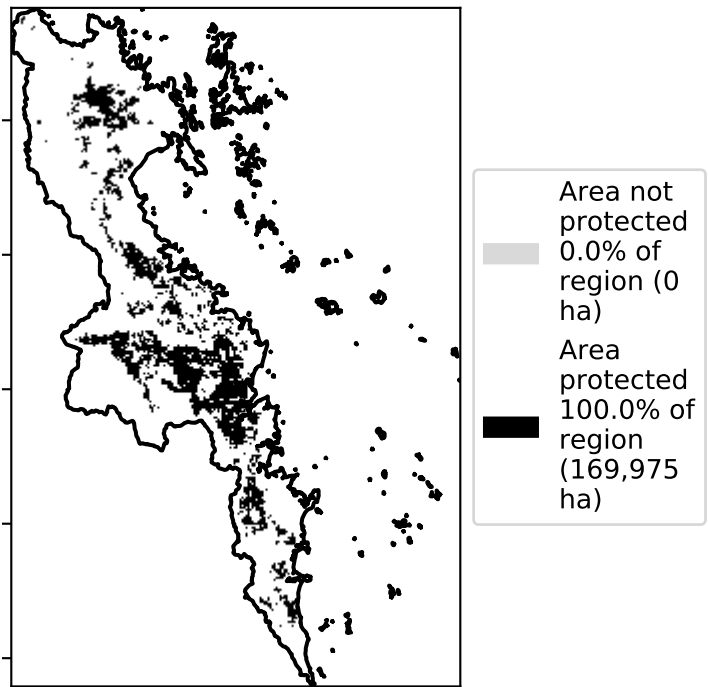 Area not
protected
0.0% of
region (0
ha)
Area
protected
100.0% of
region
(169,975
ha)